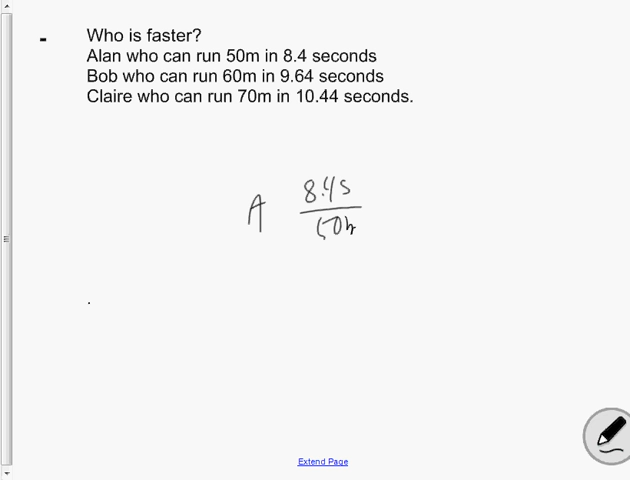 - Who is faster?
Alan who can run 50m in 8.4 seconds
Bob who can run 60m in 9.64 seconds
Claire who can run 70m in 10.44 seconds.
A 8.4s
50m
Extend Page